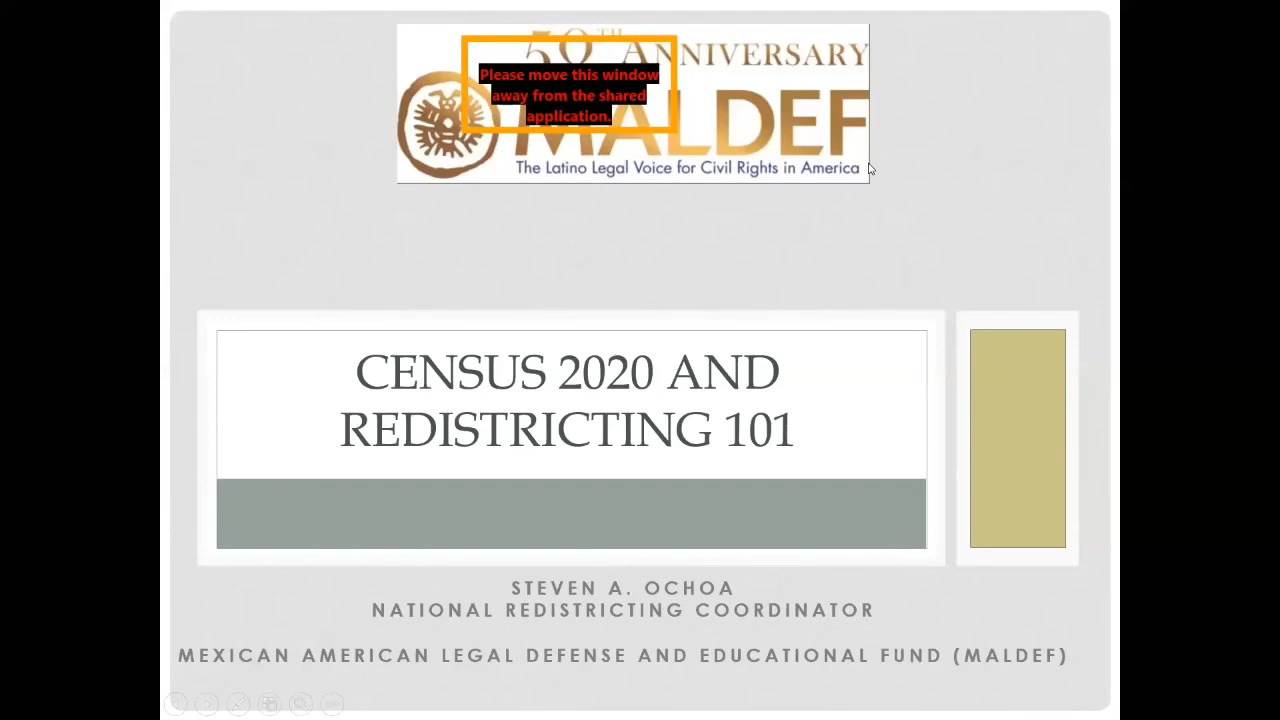 50TH ANNIVERSARY
Please move this window
away from the shared
application.
MALDEF
The Latino Legal Voice for Civil Rights in America
CENSUS 2020 AND
REDISTRICTING 101
STEVEN A. OCHOA
NATIONAL REDISTRICTING COORDINATOR
MEXICAN AMERICAN LEGAL DEFENSE AND EDUCATIONAL FUND (MALDEF)